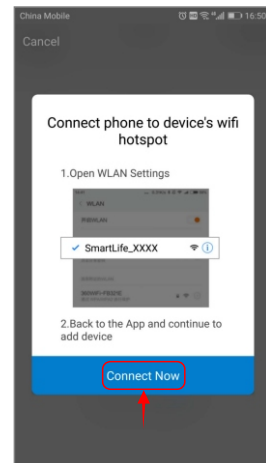 China Mobile 16:50
Cancel
Connect phone to device's wifi
hotspot
1.Open WLAN Settings
WLAN
SmartLife_XXXX
2.Back to the App and continue to
add device
Connect Now